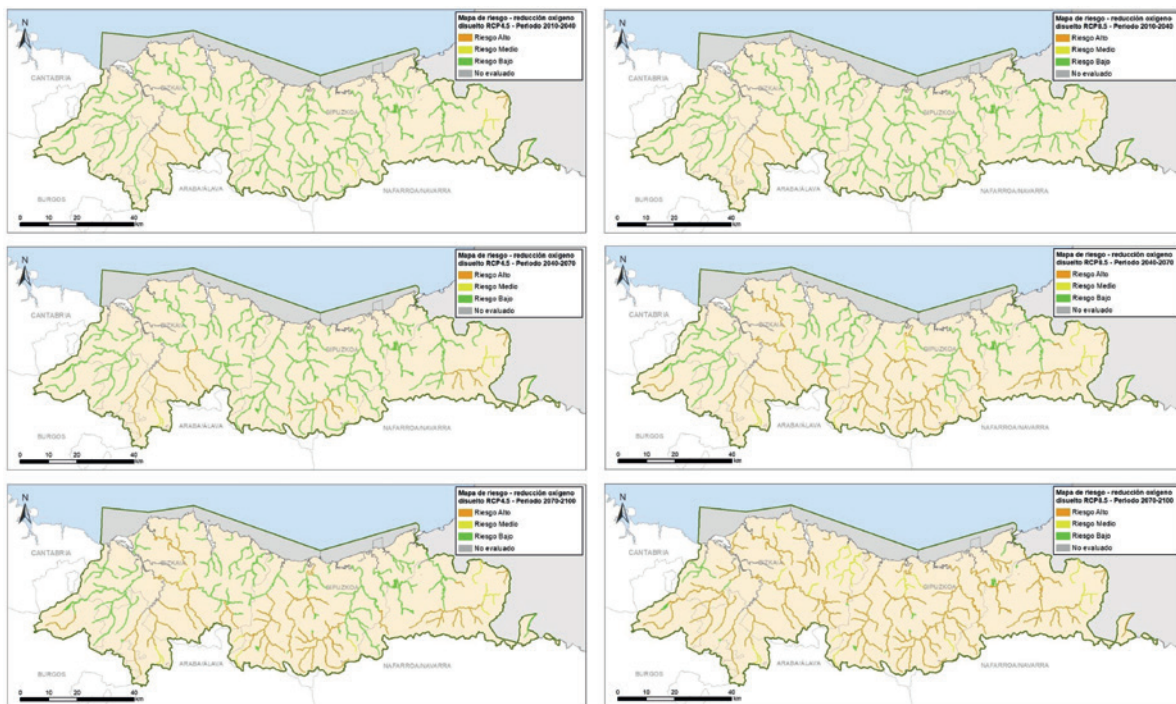 Mapa de riesgo - reducción oxígeno
disuelto RCP4.5 - Periodo 2010-2040
Riesgo Alto
Riesgo Medio
Riesgo Bajo
No evaluado
N
CANTABRIA
BIZKAIA
GIPUZKOA
ARABA/ÁLAVA
BURGOS
NAFARROA/NAVARRA
0 10 20 40
km
Mapa de riesgo - reducción oxígeno
disuelto RCP8.5 - Periodo 2010-2040
Riesgo Alto
Riesgo Medio
Riesgo Bajo
No evaluado
N
CANTABRIA
BIZKAIA
GIPUZKOA
ARABA/ÁLAVA
BURGOS
NAFARROA/NAVARRA
0 10 20 40
km
Mapa de riesgo - reducción oxígeno
disuelto RCP4.5 - Periodo 2040-2070
Riesgo Alto
Riesgo Medio
Riesgo Bajo
No evaluado
N
CANTABRIA
BIZKAIA
GIPUZKOA
ARABA/ÁLAVA
BURGOS
NAFARROA/NAVARRA
0 10 20 40
km
Mapa de riesgo - reducción oxígeno
disuelto RCP8.5 - Periodo 2040-2070
Riesgo Alto
Riesgo Medio
Riesgo Bajo
No evaluado
N
CANTABRIA
BIZKAIA
GIPUZKOA
ARABA/ÁLAVA
BURGOS
NAFARROA/NAVARRA
0 10 20 40
km
Mapa de riesgo - reducción oxígeno
disuelto RCP4.5 - Periodo 2070-2100
Riesgo Alto
Riesgo Medio
Riesgo Bajo
No evaluado
N
CANTABRIA
BIZKAIA
GIPUZKOA
ARABA/ÁLAVA
BURGOS
NAFARROA/NAVARRA
0 10 20 40
km
Mapa de riesgo - reducción oxígeno
disuelto RCP8.5 - Periodo 2070-2100
Riesgo Alto
Riesgo Medio
Riesgo Bajo
No evaluado
N
CANTABRIA
BIZKAIA
GIPUZKOA
ARABA/ÁLAVA
BURGOS
NAFARROA/NAVARRA
0 10 20 40
km